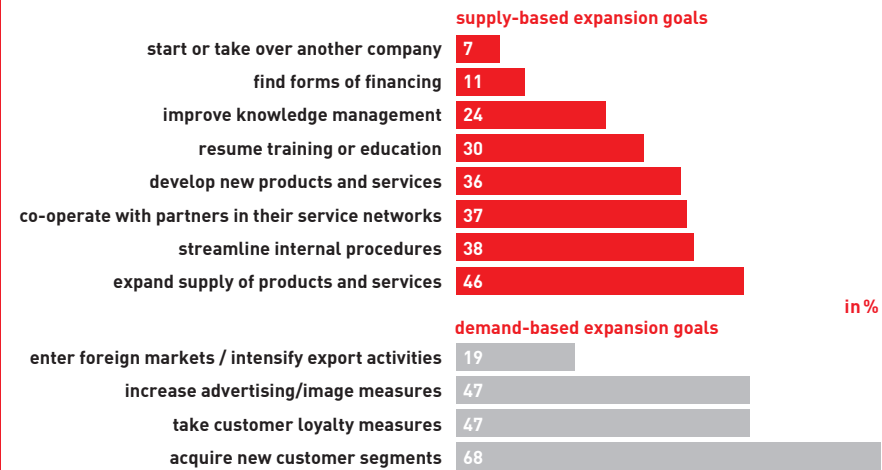 supply-based expansion goals
start or take over another company 7
find forms of financing 11
improve knowledge management 24
resume training or education 30
develop new products and services 36
co-operate with partners in their service networks 37
streamline internal procedures 38
expand supply of products and services 46
in %
demand-based expansion goals
enter foreign markets / intensify export activities 19
increase advertising/image measures 47
take customer loyalty measures 47
acquire new customer segments 68